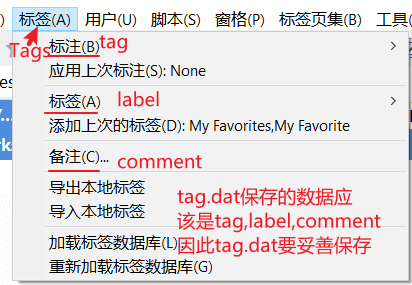 ) 标签(A) 用户(U) 脚本(S) 窗格(P) 标签页集(B) 工具(
Tags
标注(B) tag
应用上次标注(S): None
标签(A) label
添加上次的标签(D): My Favorites,My Favorite
备注(C)... comment
导出本地标签
导入本地标签
加载标签数据库(L)
重新加载标签数据库(G)
tag.dat保存的数据应
该是tag,label,comment
因此tag.dat要妥善保存